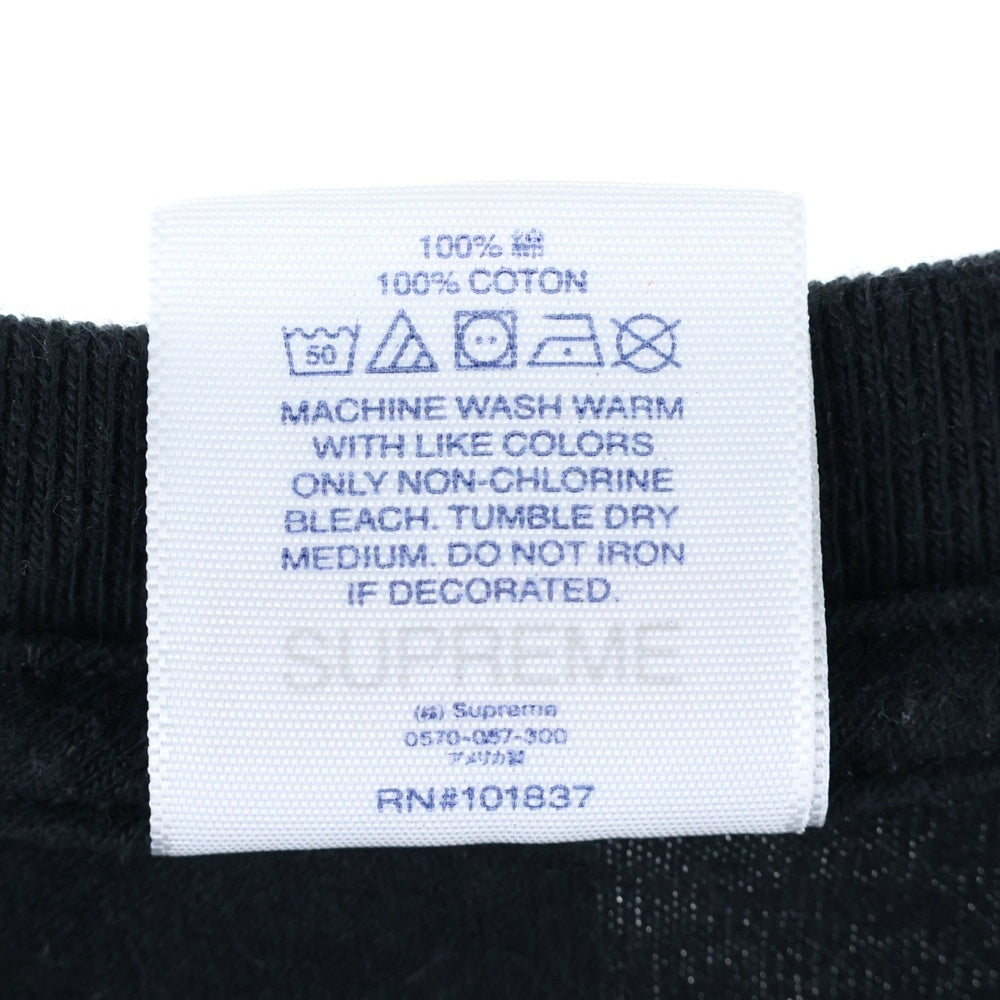 100% 綿
100% COTON
50
MACHINE WASH WARM
WITH LIKE COLORS
ONLY NON-CHLORINE
BLEACH. TUMBLE DRY
MEDIUM. DO NOT IRON
IF DECORATED.
SUPREME
(株) Supreme
0570-087-300
アメリカ製
RN#101837